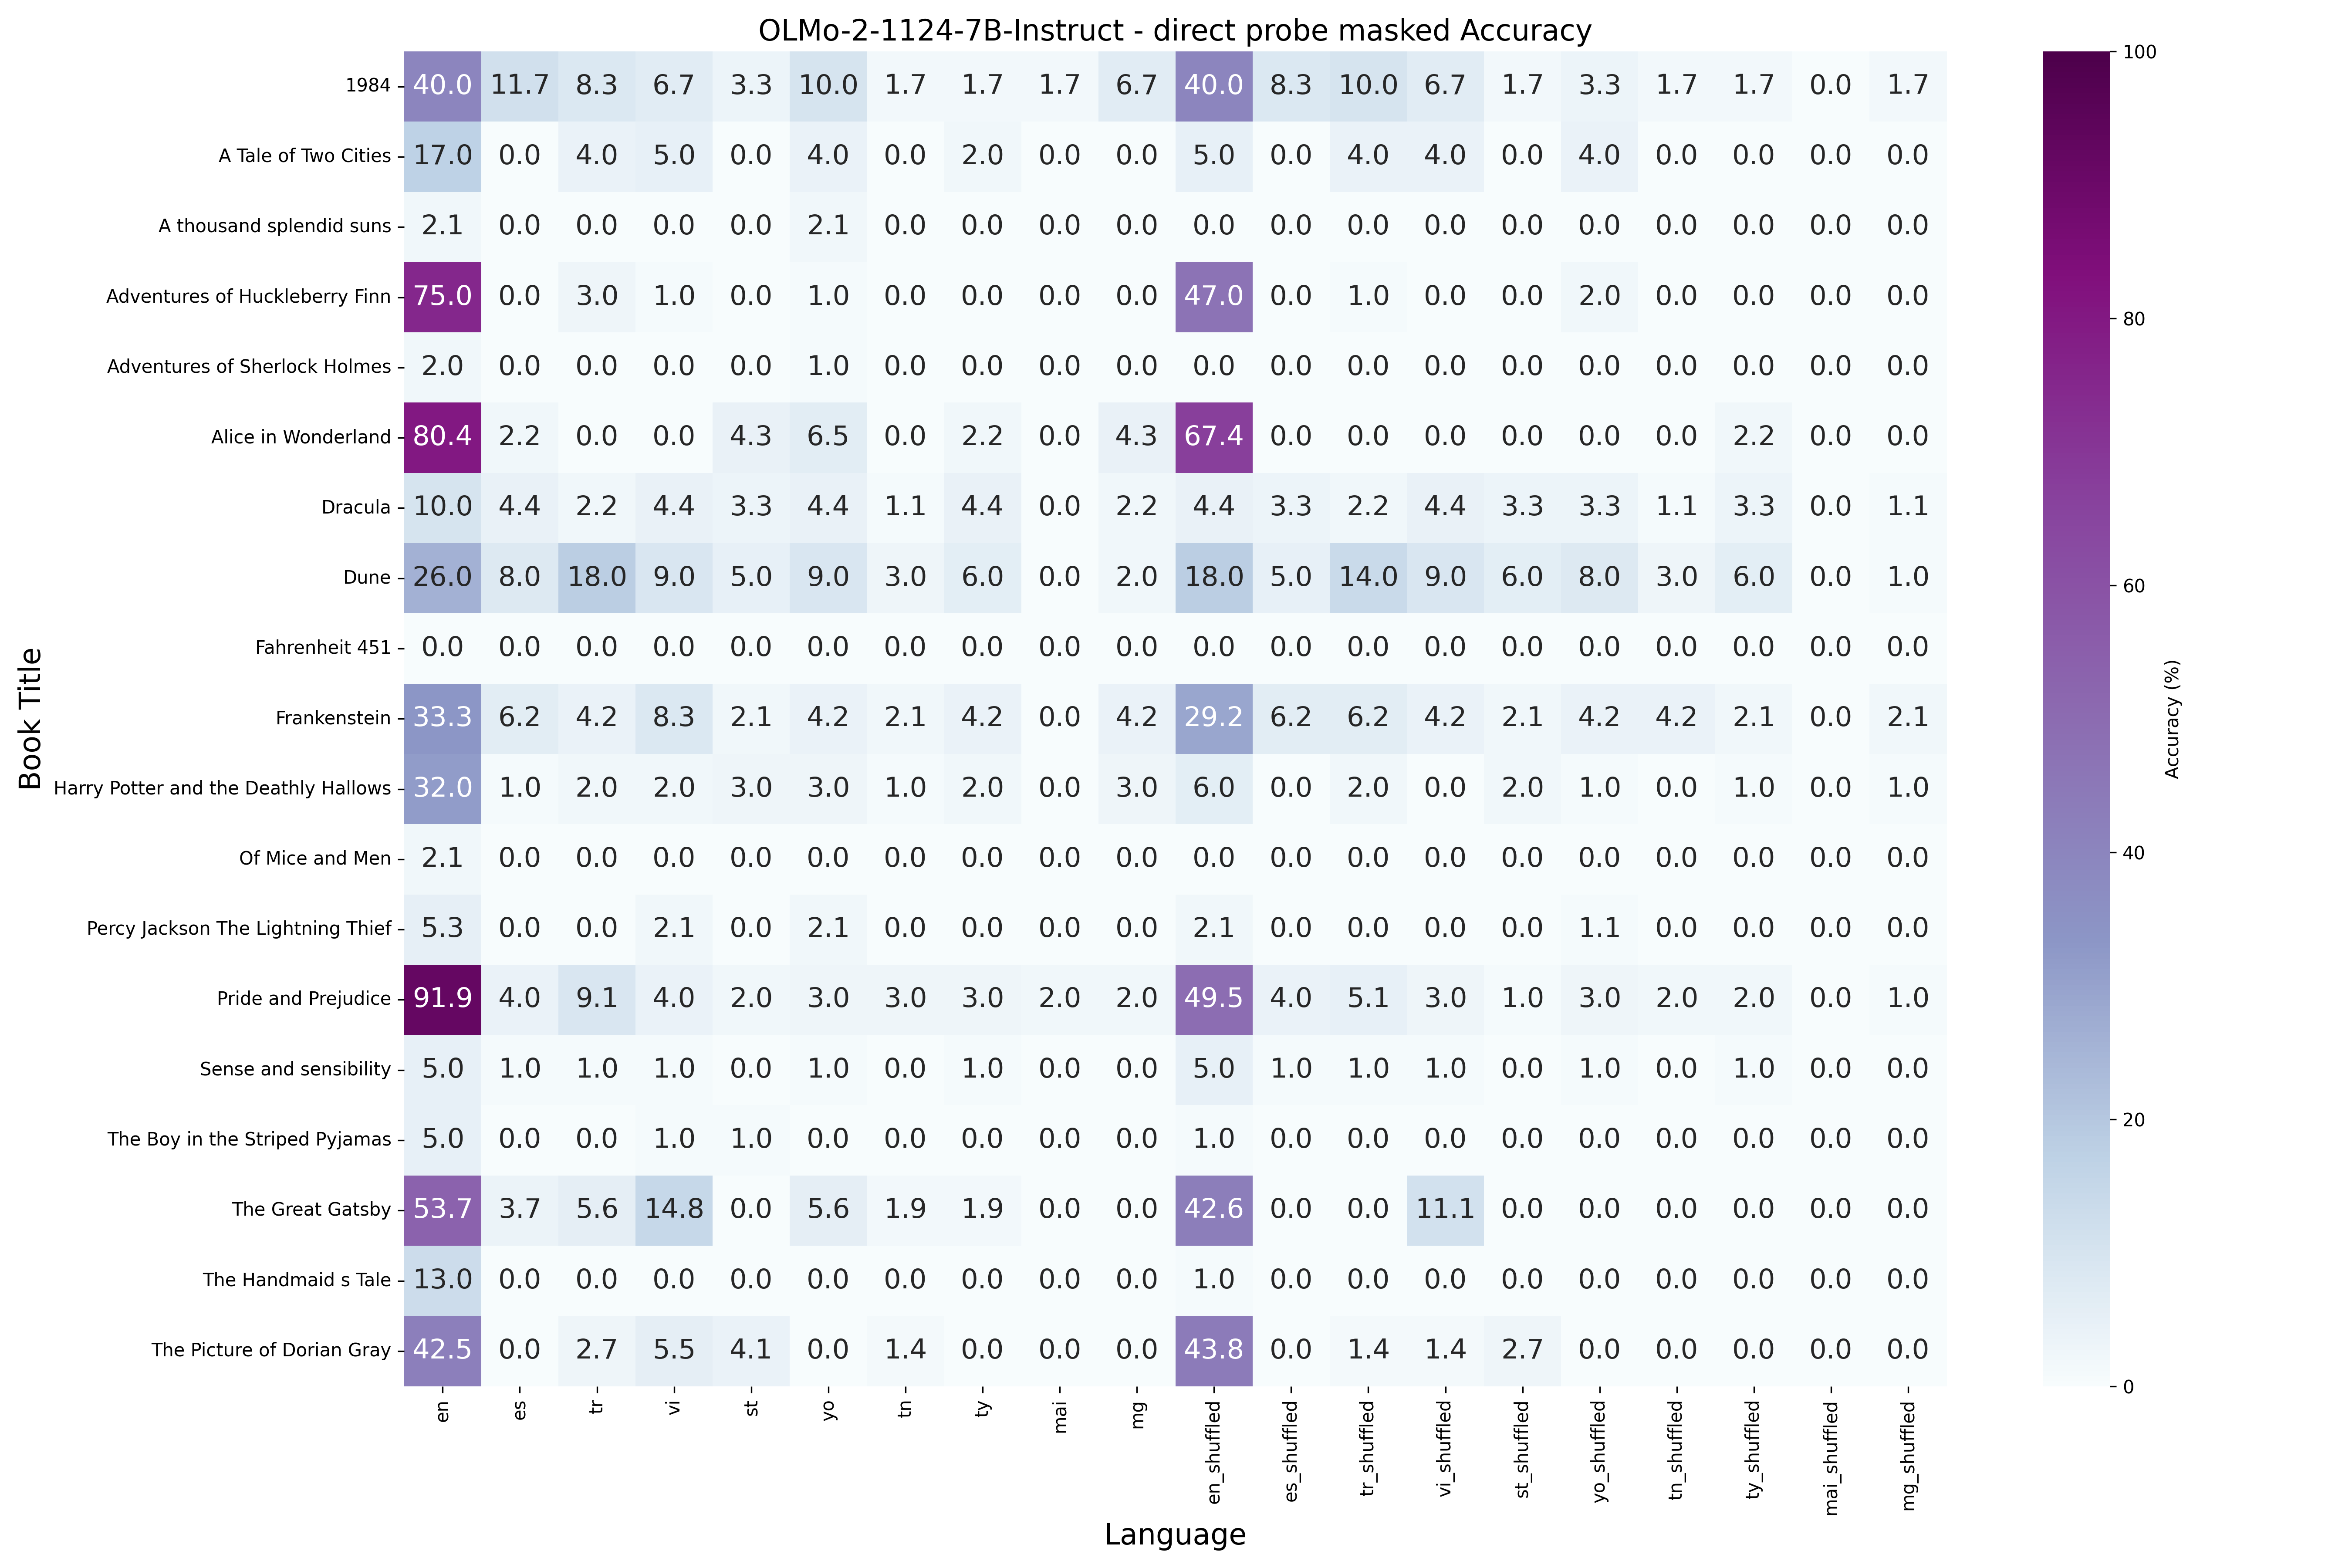 OLMo-2-1124-7B-Instruct - direct probe masked Accuracy
1984 40.0 11.7 8.3 6.7 3.3 10.0 1.7 1.7 1.7 6.7 40.0 8.3 10.0 6.7 1.7 3.3 1.7 1.7 0.0 1.7
A Tale of Two Cities 17.0 0.0 4.0 5.0 0.0 4.0 0.0 2.0 0.0 0.0 5.0 0.0 4.0 4.0 0.0 4.0 0.0 0.0 0.0 0.0
A thousand splendid suns 2.1 0.0 0.0 0.0 0.0 2.1 0.0 0.0 0.0 0.0 0.0 0.0 0.0 0.0 0.0 0.0 0.0 0.0 0.0 0.0
Adventures of Huckleberry Finn 75.0 0.0 3.0 1.0 0.0 1.0 0.0 0.0 0.0 0.0 47.0 0.0 1.0 0.0 0.0 2.0 0.0 0.0 0.0 0.0
Adventures of Sherlock Holmes 2.0 0.0 0.0 0.0 0.0 1.0 0.0 0.0 0.0 0.0 0.0 0.0 0.0 0.0 0.0 0.0 0.0 0.0 0.0 0.0
Alice in Wonderland 80.4 2.2 0.0 0.0 4.3 6.5 0.0 2.2 0.0 4.3 67.4 0.0 0.0 0.0 0.0 0.0 0.0 2.2 0.0 0.0
Dracula 10.0 4.4 2.2 4.4 3.3 4.4 1.1 4.4 0.0 2.2 4.4 3.3 2.2 4.4 3.3 3.3 1.1 3.3 0.0 1.1
Dune 26.0 8.0 18.0 9.0 5.0 9.0 3.0 6.0 0.0 2.0 18.0 5.0 14.0 9.0 6.0 8.0 3.0 6.0 0.0 1.0
Fahrenheit 451 0.0 0.0 0.0 0.0 0.0 0.0 0.0 0.0 0.0 0.0 0.0 0.0 0.0 0.0 0.0 0.0 0.0 0.0 0.0 0.0
Frankenstein 33.3 6.2 4.2 8.3 2.1 4.2 2.1 4.2 0.0 4.2 29.2 6.2 6.2 4.2 2.1 4.2 4.2 2.1 0.0 2.1
Harry Potter and the Deathly Hallows 32.0 1.0 2.0 2.0 3.0 3.0 1.0 2.0 0.0 3.0 6.0 0.0 2.0 0.0 2.0 1.0 0.0 1.0 0.0 1.0
Of Mice and Men 2.1 0.0 0.0 0.0 0.0 0.0 0.0 0.0 0.0 0.0 0.0 0.0 0.0 0.0 0.0 0.0 0.0 0.0 0.0 0.0
Percy Jackson The Lightning Thief 5.3 0.0 0.0 2.1 0.0 2.1 0.0 0.0 0.0 0.0 2.1 0.0 0.0 0.0 0.0 1.1 0.0 0.0 0.0 0.0
Pride and Prejudice 91.9 4.0 9.1 4.0 2.0 3.0 3.0 3.0 2.0 2.0 49.5 4.0 5.1 3.0 1.0 3.0 2.0 2.0 0.0 1.0
Sense and sensibility 5.0 1.0 1.0 1.0 0.0 1.0 0.0 1.0 0.0 0.0 5.0 1.0 1.0 1.0 0.0 1.0 0.0 1.0 0.0 0.0
The Boy in the Striped Pyjamas 5.0 0.0 0.0 1.0 1.0 0.0 0.0 0.0 0.0 0.0 1.0 0.0 0.0 0.0 0.0 0.0 0.0 0.0 0.0 0.0
The Great Gatsby 53.7 3.7 5.6 14.8 0.0 5.6 1.9 1.9 0.0 0.0 42.6 0.0 0.0 11.1 0.0 0.0 0.0 0.0 0.0 0.0
The Handmaid s Tale 13.0 0.0 0.0 0.0 0.0 0.0 0.0 0.0 0.0 0.0 1.0 0.0 0.0 0.0 0.0 0.0 0.0 0.0 0.0 0.0
The Picture of Dorian Gray 42.5 0.0 2.7 5.5 4.1 0.0 1.4 0.0 0.0 0.0 43.8 0.0 1.4 1.4 2.7 0.0 0.0 0.0 0.0 0.0
en es tr vi st yo tn ty mai mg en_shuffled es_shuffled tr_shuffled vi_shuffled st_shuffled yo_shuffled tn_shuffled ty_shuffled mai_shuffled mg_shuffled
Language
Book Title
100
80
60
40
20
0
Accuracy (%)